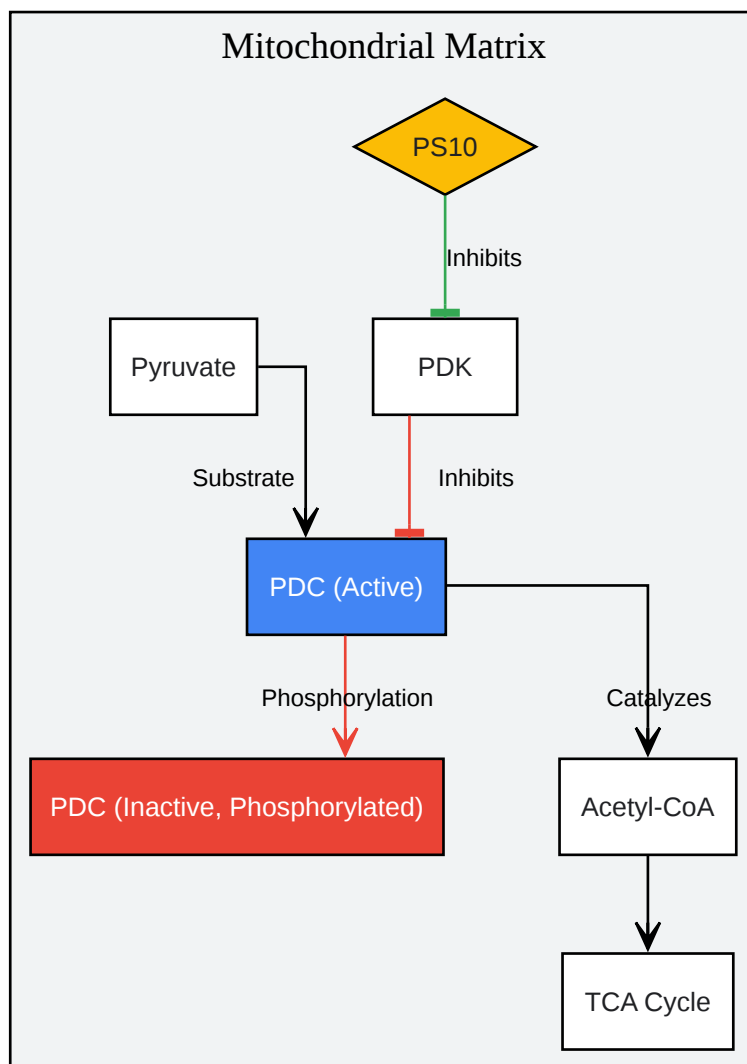 Mitochondrial Matrix
PS10
Inhibits
Pyruvate
PDK
Substrate
Inhibits
PDC (Active)
Phosphorylation
Catalyzes
PDC (Inactive, Phosphorylated)
Acetyl-CoA
TCA Cycle